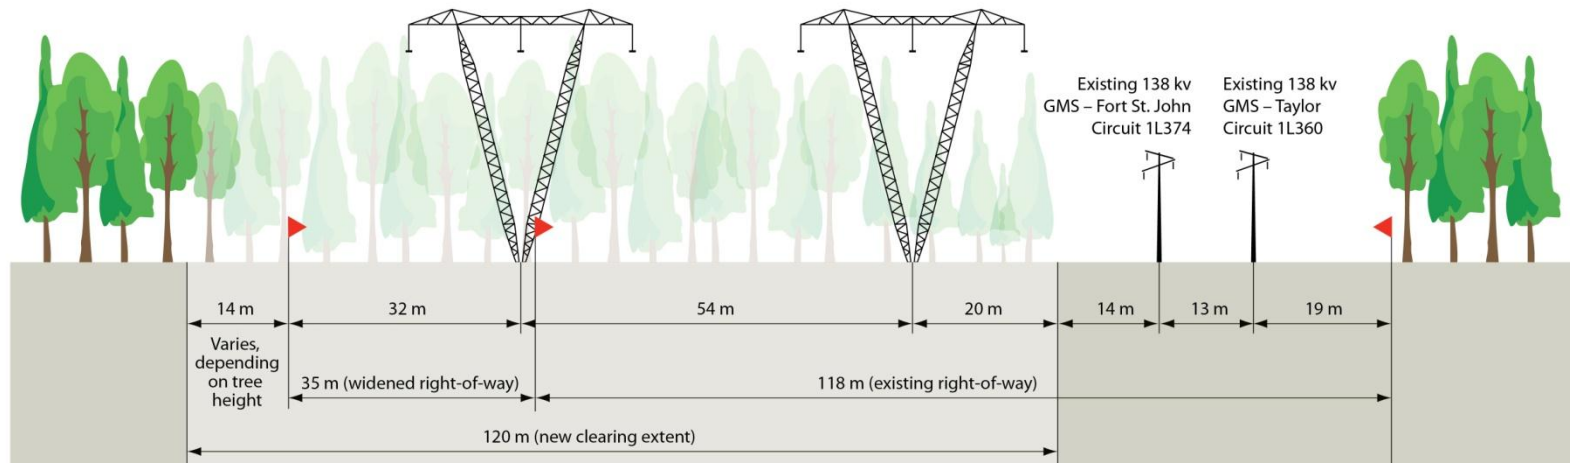 Existing 138 kv
GMS – Fort St. John
Circuit 1L374
Existing 138 kv
GMS – Taylor
Circuit 1L360
14 m
32 m
54 m
20 m
14 m
13 m
19 m
Varies,
depending
on tree
height
35 m (widened right-of-way)
118 m (existing right-of-way)
120 m (new clearing extent)